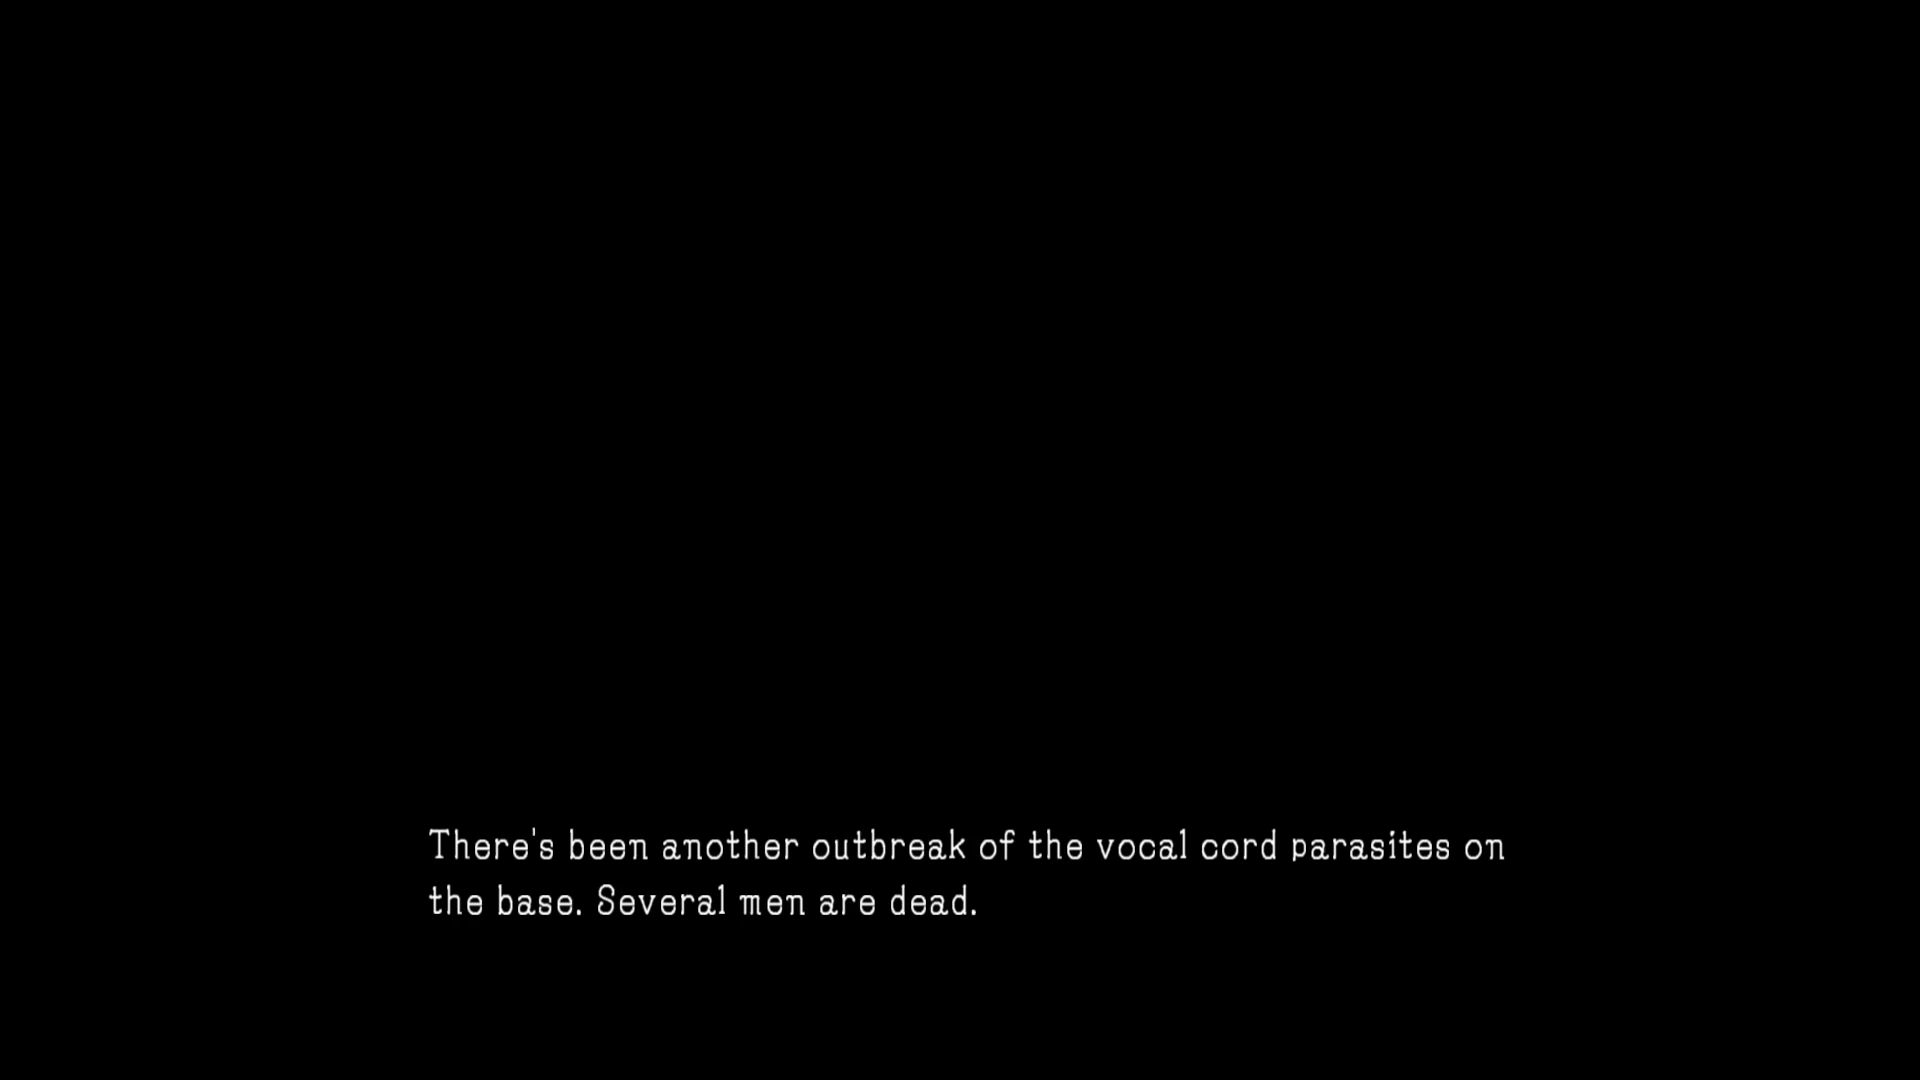 There's been another outbreak of the vocal cord parasites on
the base. Several men are dead.